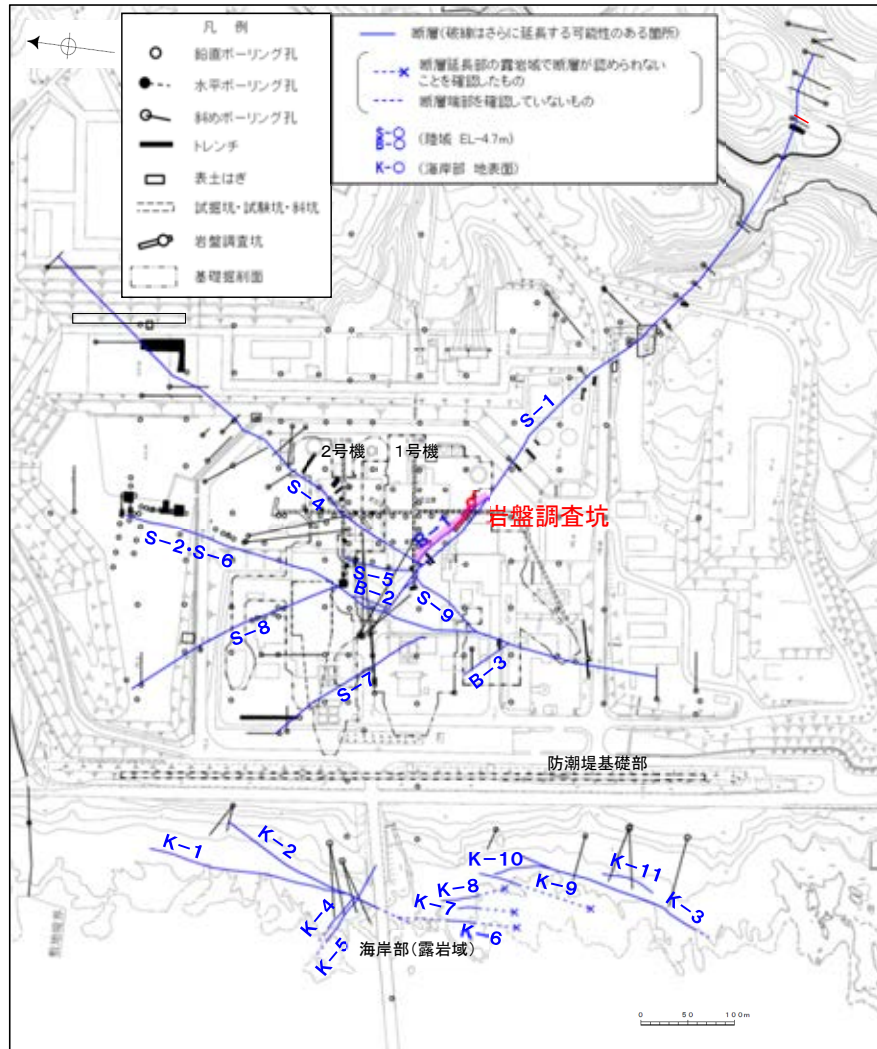 凡 例
鉛直ボーリング孔
水平ボーリング孔
斜めボーリング孔
トレンチ
表土はぎ
試掘坑・試験坑・斜坑
岩盤調査坑
基礎掘削面
断層(破線はさらに延長する可能性のある箇所)
断層延長部の露岩域で断層が認められない
ことを確認したもの
断層端部を確認していないもの
S-○
B-○
(陸域 EL-4.7m)
K-○ (海岸部 地表面)
S-1
2号機
1号機
S-4
B-1
岩盤調査坑
S-2・S-6
S-5
B-2
S-9
S-8
S-7
B-3
防潮堤基礎部
K-1
K-2
K-10
K-11
K-8
K-9
K-4
K-7
K-3
K-5
K-6
海岸部(露岩域)
0 50 100m